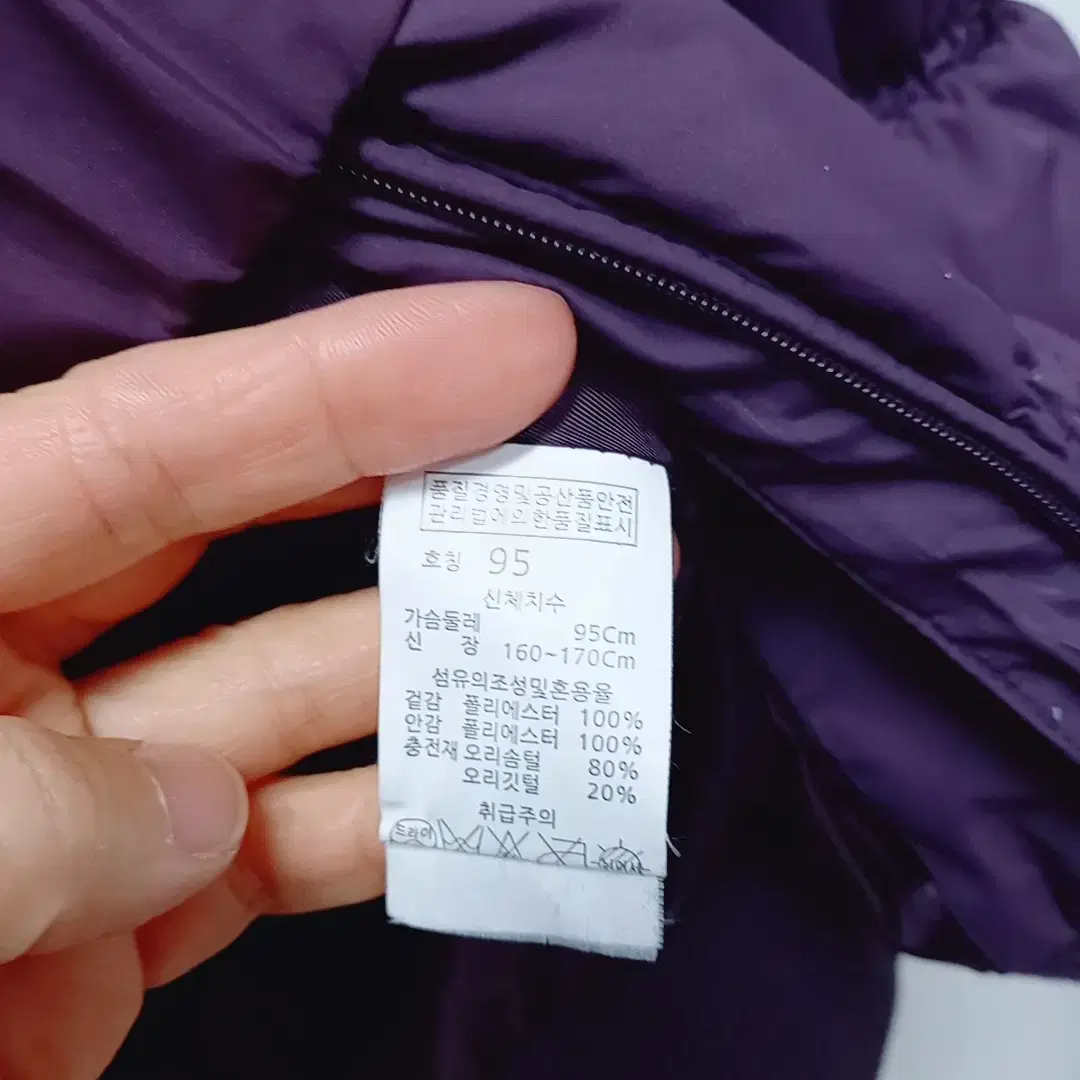 품질경영및공산품안전
관리법에의한품질표시
호칭 95
신체치수
가슴둘레 95Cm
신 장 160~170Cm
섬유의조성및혼용율
겉감 폴리에스터 100%
안감 폴리에스터 100%
충전재 오리솜털 80%
오리깃털 20%
취급주의
드라이